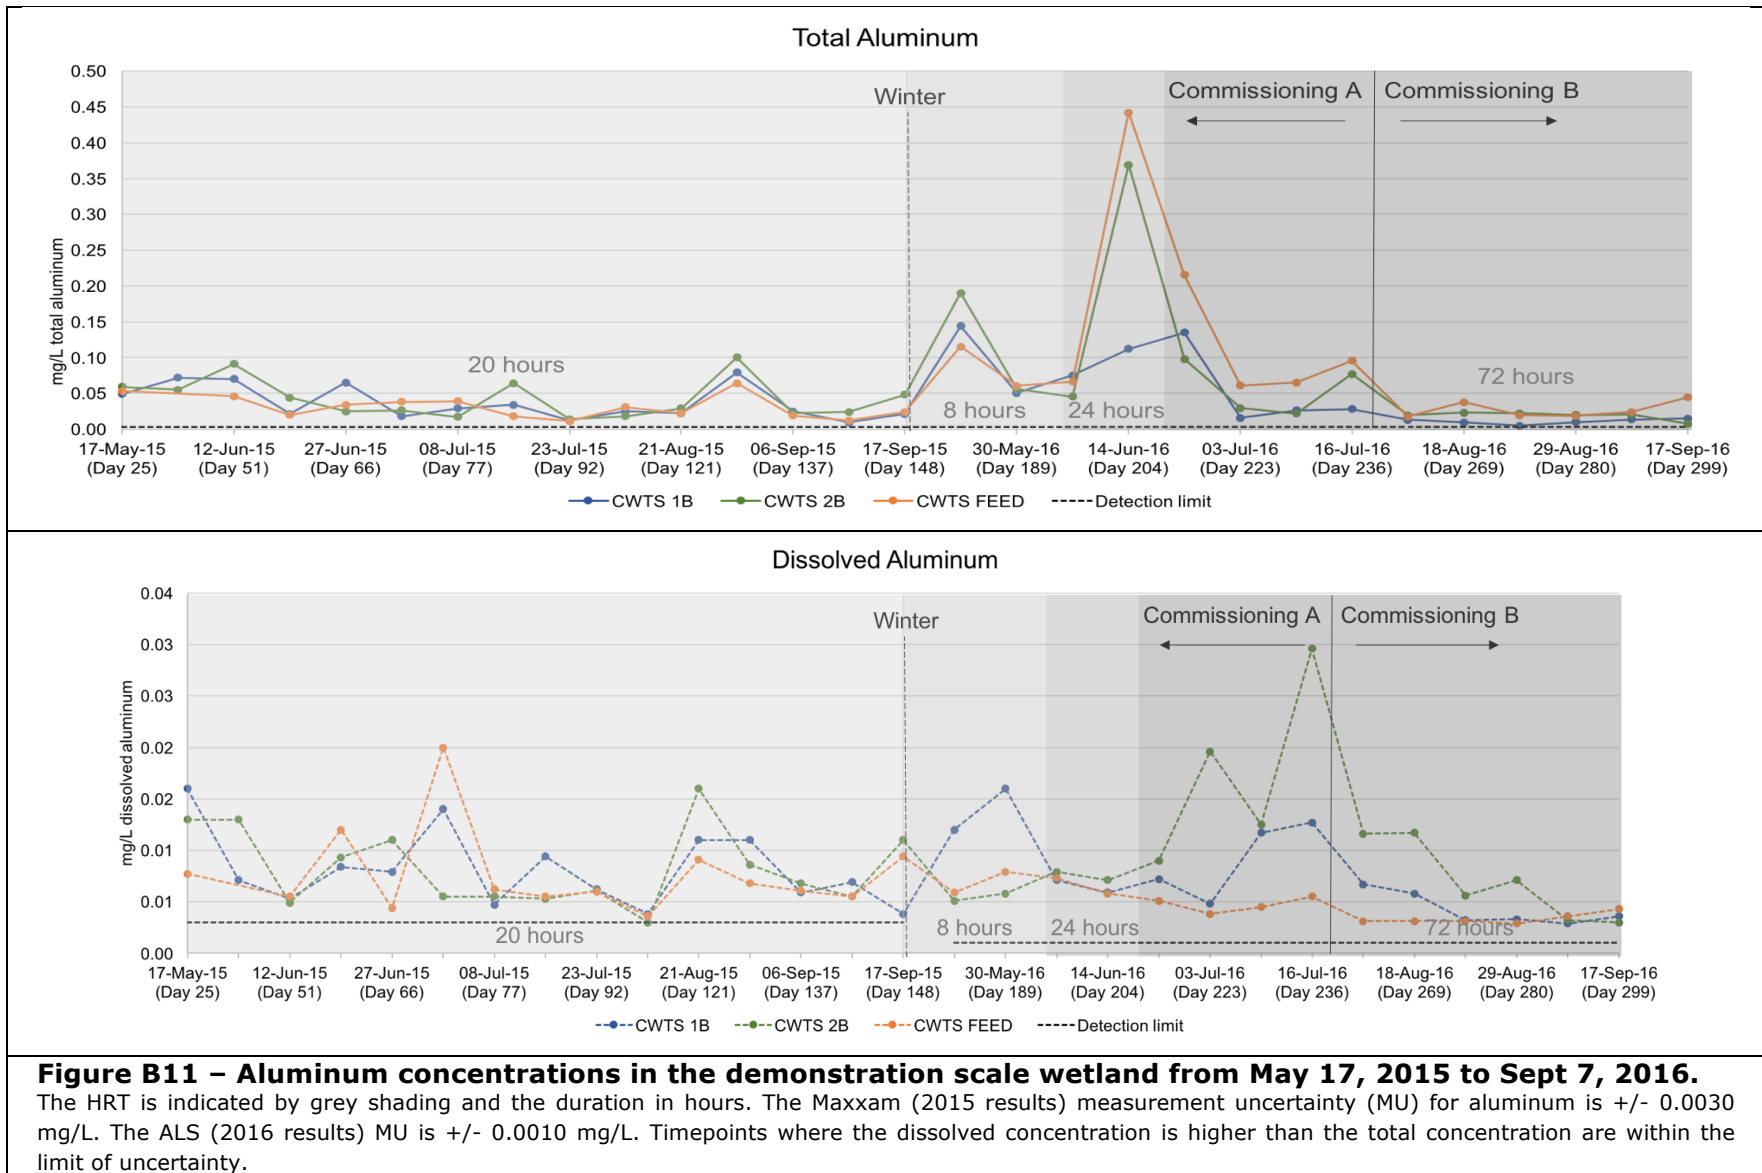 Total Aluminum
0.50
0.45
0.40
0.35
0.30
0.25
0.20
0.15
0.10
0.05
0.00
mg/L total aluminum
Winter
Commissioning A
Commissioning B
20 hours
8 hours
24 hours
72 hours
17-May-15 12-Jun-15 27-Jun-15 08-Jul-15 23-Jul-15 21-Aug-15 06-Sep-15 17-Sep-15 30-May-16 14-Jun-16 03-Jul-16 16-Jul-16 18-Aug-16 29-Aug-16 17-Sep-16
(Day 25) (Day 51) (Day 66) (Day 77) (Day 92) (Day 121) (Day 137) (Day 148) (Day 189) (Day 204) (Day 223) (Day 236) (Day 269) (Day 280) (Day 299)
CWTS 1B CWTS 2B CWTS FEED Detection limit
Dissolved Aluminum
0.04
0.03
0.03
0.02
0.02
0.01
0.01
0.00
mg/L dissolved aluminum
Winter
Commissioning A
Commissioning B
20 hours
8 hours
24 hours
72 hours
17-May-15 12-Jun-15 27-Jun-15 08-Jul-15 23-Jul-15 21-Aug-15 06-Sep-15 17-Sep-15 30-May-16 14-Jun-16 03-Jul-16 16-Jul-16 18-Aug-16 29-Aug-16 17-Sep-16
(Day 25) (Day 51) (Day 66) (Day 77) (Day 92) (Day 121) (Day 137) (Day 148) (Day 189) (Day 204) (Day 223) (Day 236) (Day 269) (Day 280) (Day 299)
CWTS 1B CWTS 2B CWTS FEED Detection limit
Figure B11 – Aluminum concentrations in the demonstration scale wetland from May 17, 2015 to Sept 7, 2016.
The HRT is indicated by grey shading and the duration in hours. The Maxxam (2015 results) measurement uncertainty (MU) for aluminum is +/- 0.0030
mg/L. The ALS (2016 results) MU is +/- 0.0010 mg/L. Timepoints where the dissolved concentration is higher than the total concentration are within the
limit of uncertainty.